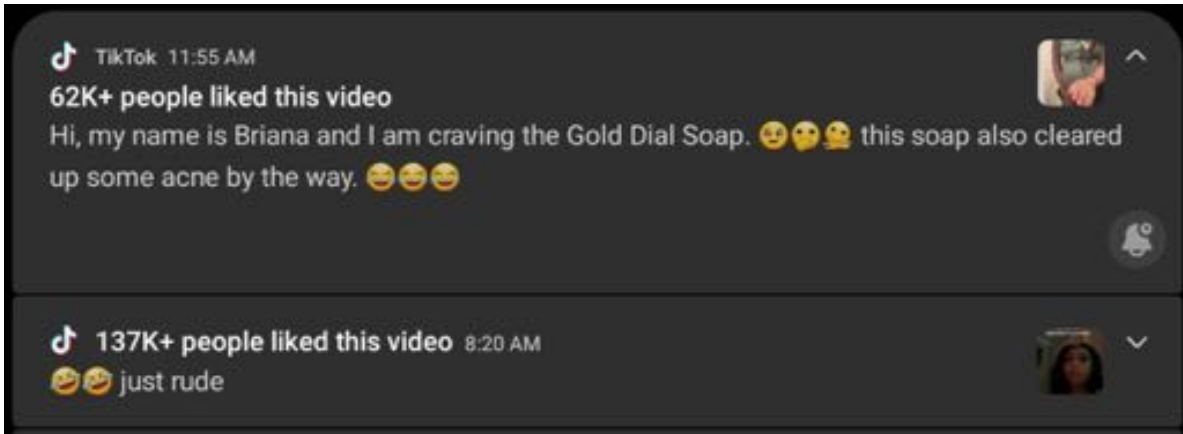 TikTok 11:55 AM
62K+ people liked this video
Hi, my name is Briana and I am craving the Gold Dial Soap. 🥹🤔🫠 this soap also cleared
up some acne by the way. 😂😂😂
137K+ people liked this video 8:20 AM
🤣🤣 just rude